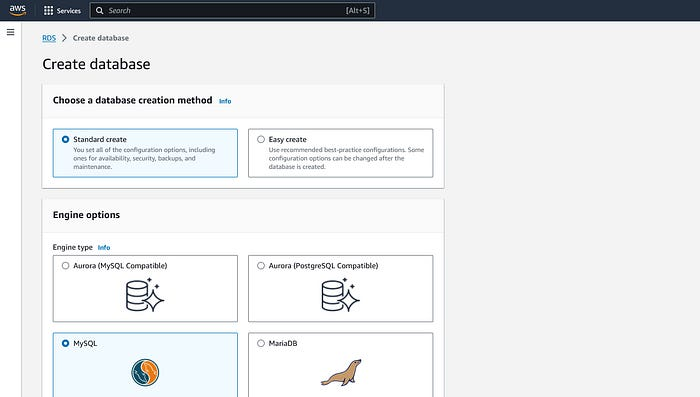 aws
Services
Search
[Alt+S]
RDS > Create database
Create database
Choose a database creation method Info
Standard create
You set all of the configuration options, including
ones for availability, security, backups, and
maintenance.
Easy create
Use recommended best-practice configurations. Some
configuration options can be changed after the
database is created.
Engine options
Engine type Info
Aurora (MySQL Compatible)
Aurora (PostgreSQL Compatible)
MySQL
MariaDB